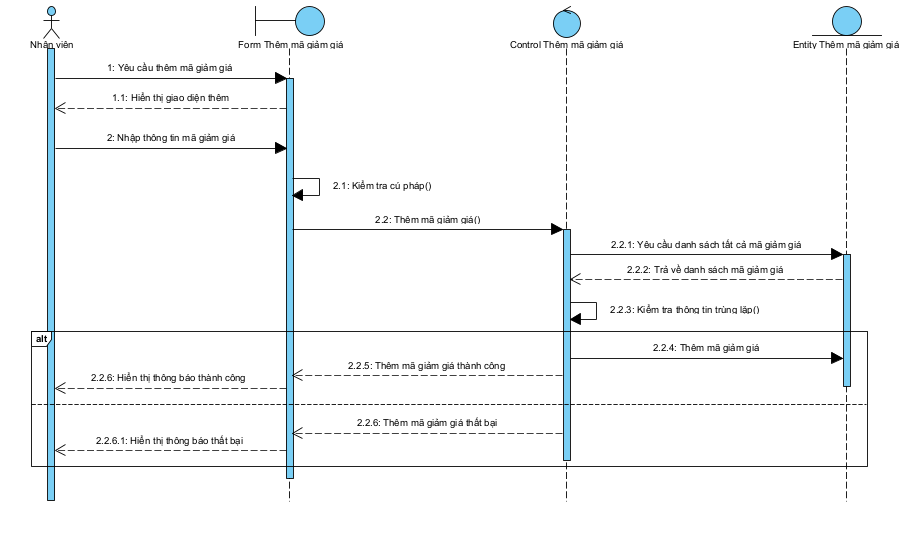 Nhân viên
Form Thêm mã giảm giá
Control Thêm mã giảm giá
Entity Thêm mã giảm giá
1: Yêu cầu thêm mã giảm giá
1.1: Hiển thị giao diện thêm
2: Nhập thông tin mã giảm giá
2.1: Kiểm tra cú pháp()
2.2: Thêm mã giảm giá()
2.2.1: Yêu cầu danh sách tất cả mã giảm giá
2.2.2: Trả về danh sách mã giảm giá
2.2.3: Kiểm tra thông tin trùng lặp()
alt
2.2.4: Thêm mã giảm giá
2.2.5: Thêm mã giảm giá thành công
2.2.6: Hiển thị thông báo thành công
2.2.6: Thêm mã giảm giá thất bại
2.2.6.1: Hiển thị thông báo thất bại